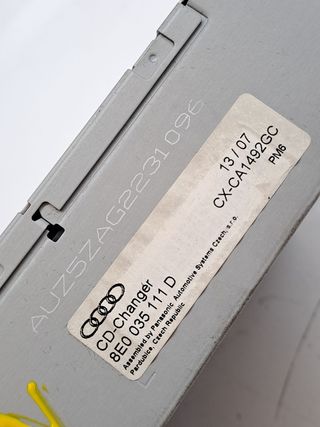 AUZ5ZAG2231096
CD-Changer
8E0 035 111 D
Assembled by Panasonic Automotive Systems Czech, s.r.o.
Pardubice, Czech Republic
13 / 07
CX-CA1492GC
PM6